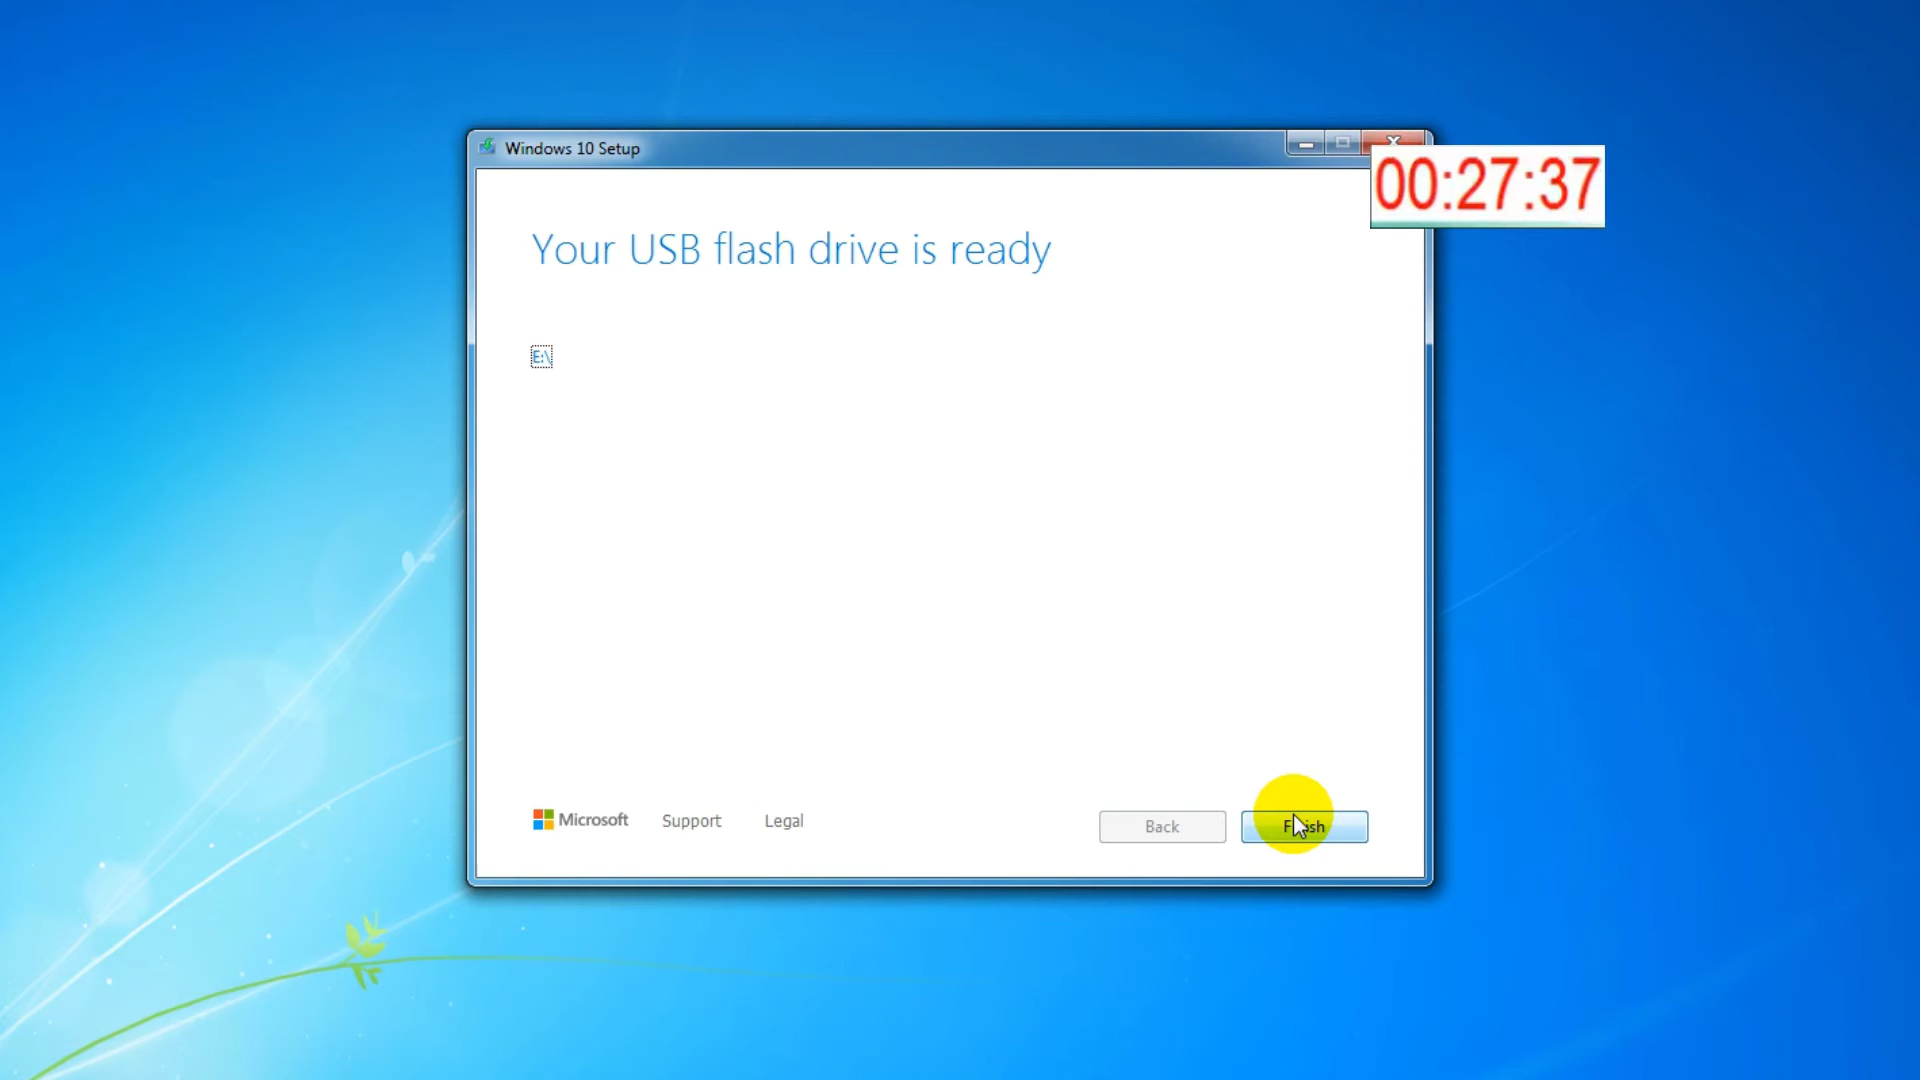 Windows 10 Setup
00:27:37
Your USB flash drive is ready
E:\
Microsoft
Support
Legal
Back
Finish